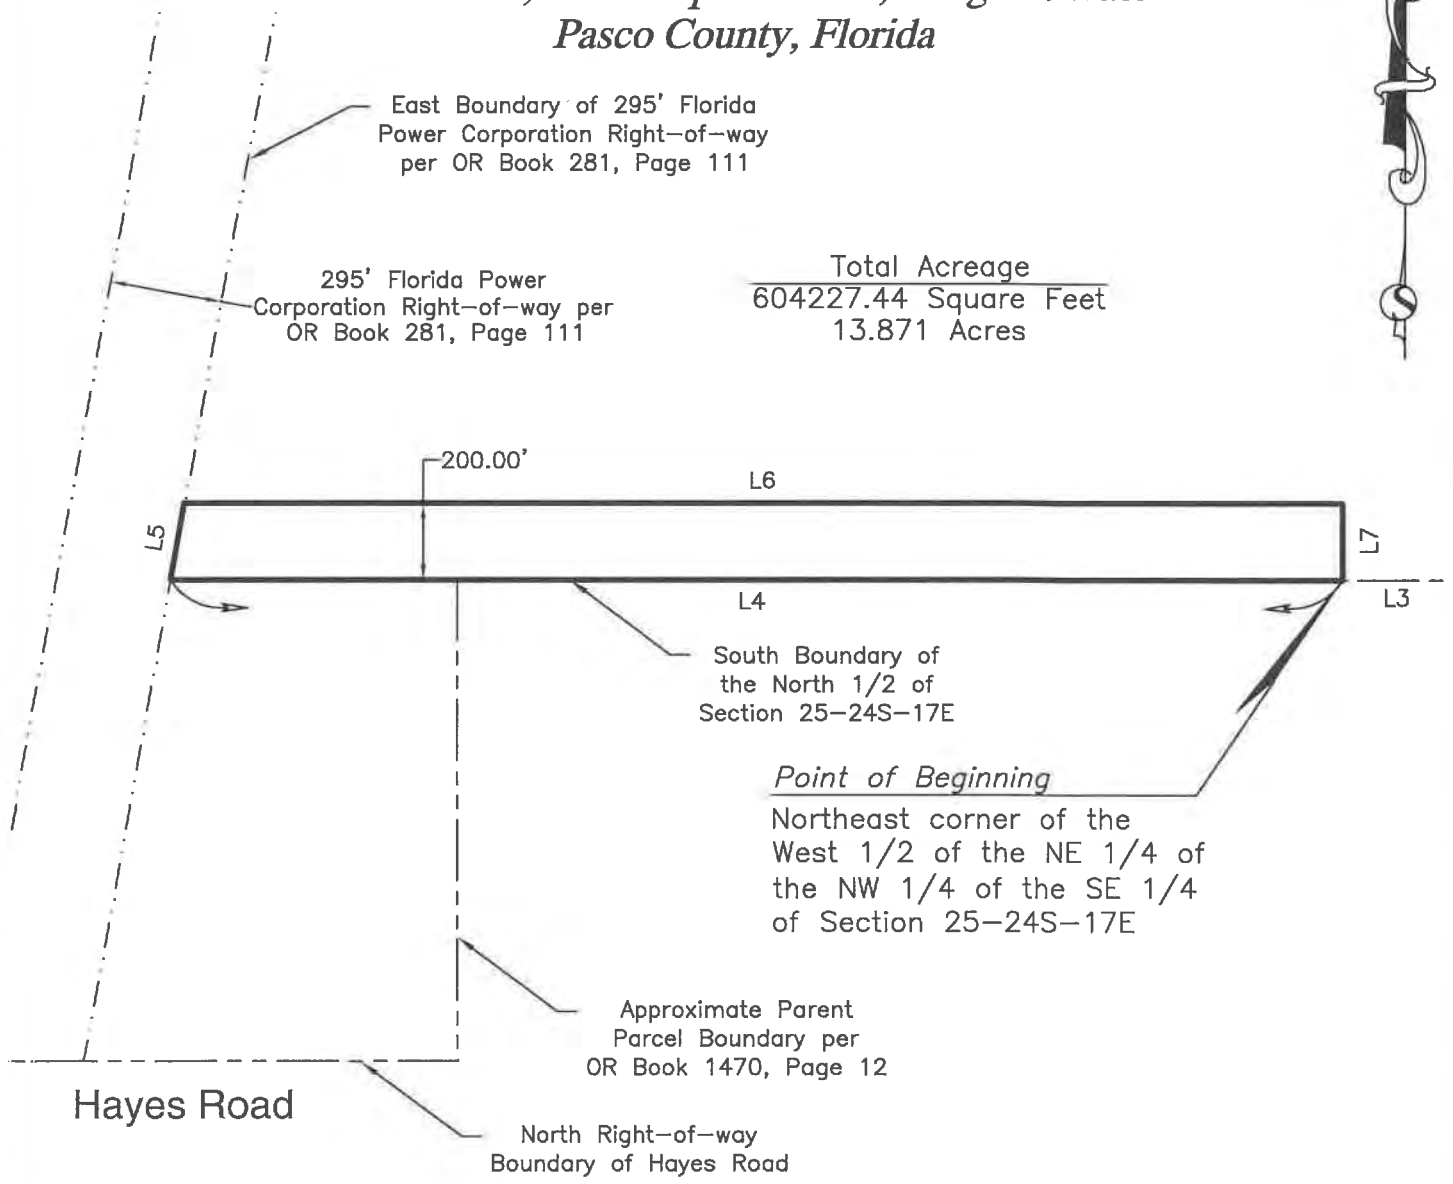 Pasco County, Florida
East Boundary of 295' Florida
Power Corporation Right-of-way
per OR Book 281, Page 111
295' Florida Power
Corporation Right-of-way per
OR Book 281, Page 111
Total Acreage
604227.44 Square Feet
13.871 Acres
200.00'
L6
L5
L7
L4
L3
South Boundary of
the North 1/2 of
Section 25-24S-17E
Point of Beginning
Northeast corner of the
West 1/2 of the NE 1/4 of
the NW 1/4 of the SE 1/4
of Section 25-24S-17E
Approximate Parent
Parcel Boundary per
OR Book 1470, Page 12
Hayes Road
North Right-of-way
Boundary of Hayes Road